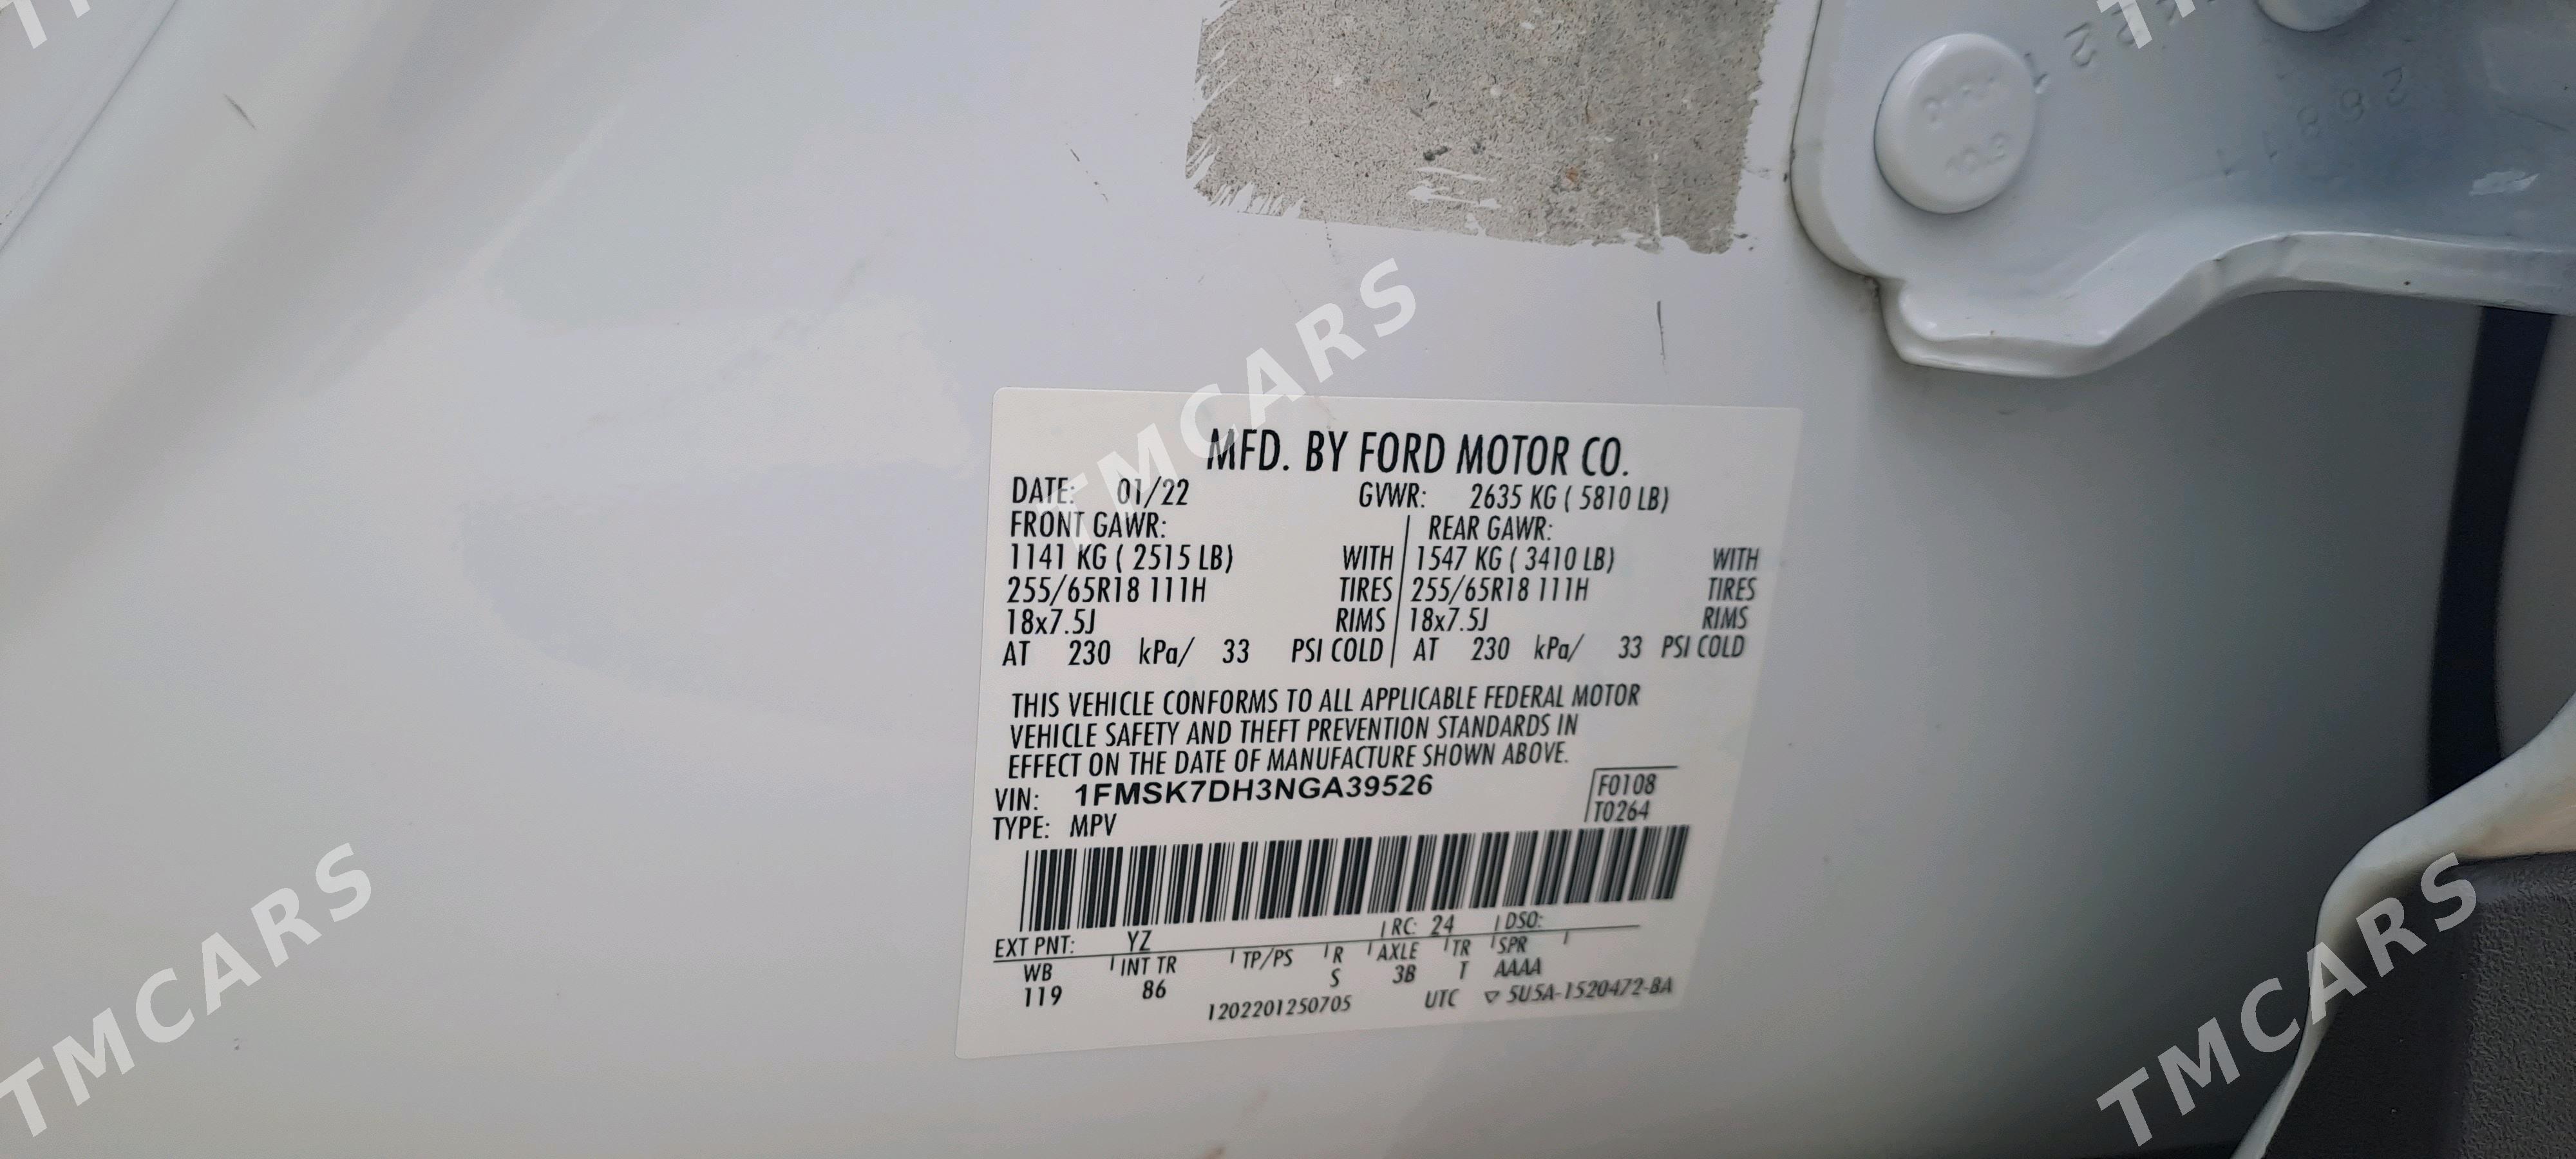 TMCARS
MFD. BY FORD MOTOR CO.
DATE: 01/22 GVWR: 2635 KG ( 5810 LB)
FRONT GAWR: REAR GAWR:
1141 KG ( 2515 LB) WITH 1547 KG ( 3410 LB) WITH
255/65R18 111H TIRES 255/65R18 111H TIRES
18x7.5J RIMS 18x7.5J RIMS
AT 230 kPa/ 33 PSI COLD AT 230 kPa/ 33 PSI COLD
THIS VEHICLE CONFORMS TO ALL APPLICABLE FEDERAL MOTOR
VEHICLE SAFETY AND THEFT PREVENTION STANDARDS IN
EFFECT ON THE DATE OF MANUFACTURE SHOWN ABOVE.
VIN: 1FMSK7DH3NGA39526 F0108
TYPE: MPV T0264
EXT PNT: YZ RC: 24 DSO:
WB INT TR TP/PS R AXLE TR SPR
119 86 S 3B T AAAA
1202201250705 UTC ▽ 5U5A-1520472-BA
TMCARS
TMCARS